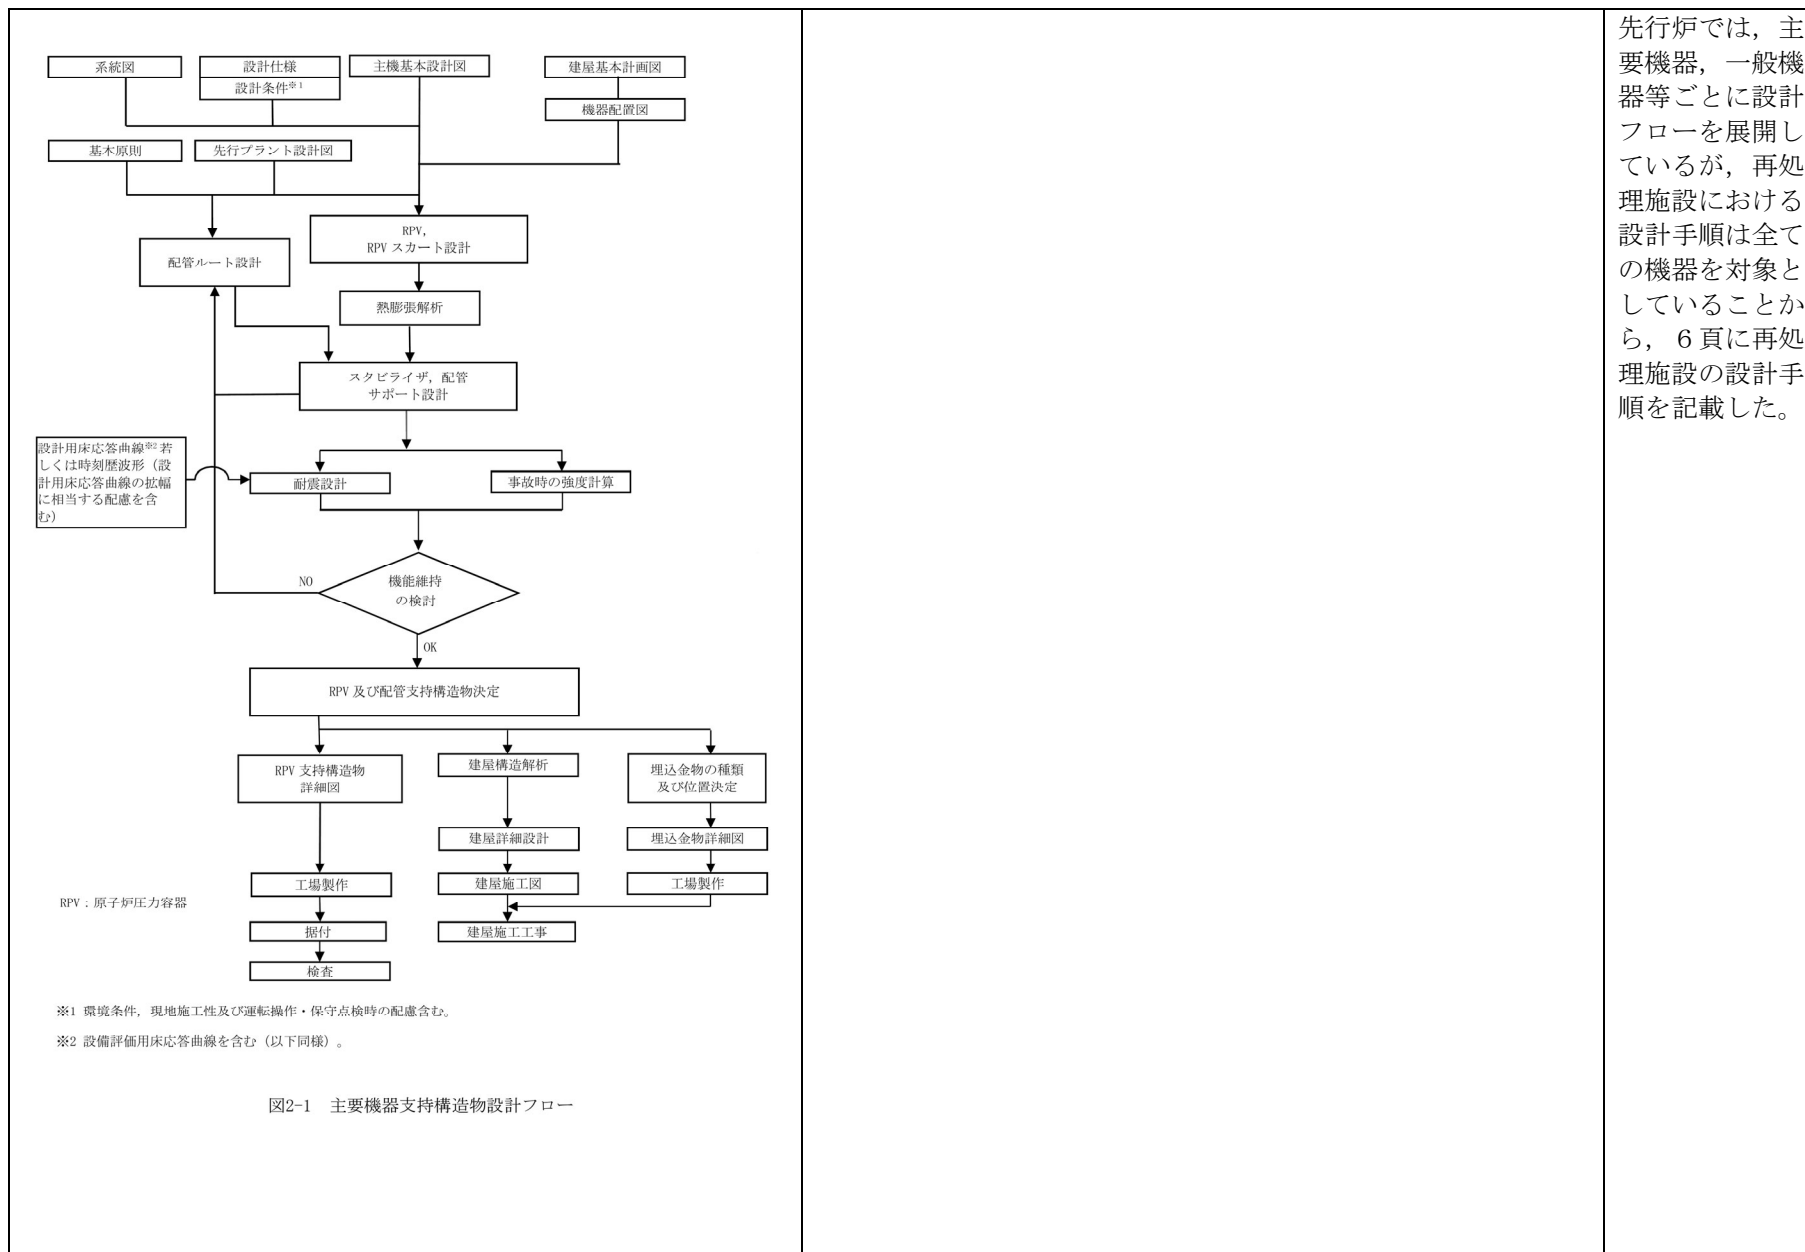 系統図
設計仕様
設計条件※1
主機基本設計図
建屋基本計画図
機器配置図
基本原則
先行プラント設計図
RPV,
RPV スカート設計
配管ルート設計
熱膨張解析
スタビライザ，配管
サポート設計
設計用床応答曲線※2 若
しくは時刻歴波形（設
計用床応答曲線の拡幅
に相当する配慮を含
む）
耐震設計
事故時の強度計算
NO
機能維持
の検討
OK
RPV 及び配管支持構造物決定
RPV 支持構造物
詳細図
建屋構造解析
埋込金物の種類
及び位置決定
建屋詳細設計
埋込金物詳細図
工場製作
建屋施工図
工場製作
RPV：原子炉圧力容器
据付
建屋施工工事
検査
※1 環境条件，現地施工性及び運転操作・保守点検時の配慮含む。
※2 設備評価用床応答曲線を含む（以下同様）。
図2-1　主要機器支持構造物設計フロー
先行炉では，主
要機器，一般機
器等ごとに設計
フローを展開し
ているが，再処
理施設における
設計手順は全て
の機器を対象と
していることか
ら，６頁に再処
理施設の設計手
順を記載した。